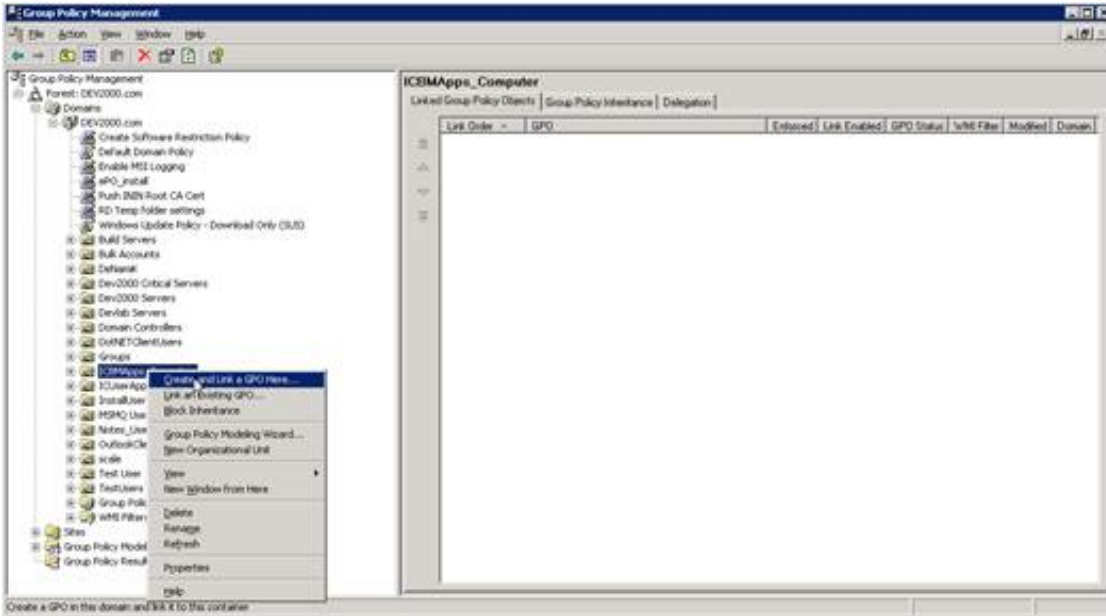 Group Policy Management
File Action View Window Help
Group Policy Management
Forest: DEV2000.com
Domains
DEV2000.com
Create Software Restriction Policy
Default Domain Policy
Enable MSI Logging
ePO_install
Push ININ Root CA Cert
RD Temp folder settings
Windows Update Policy - Download Only (SUS)
Build Servers
Bulk Accounts
Dev2000 Critical Servers
Dev2000 Servers
Devlab Servers
Domain Controllers
DotNETClientUsers
Groups
ICBMApps
ICUserApp
InstallUser
MSMQ Use
Notes_Use
OutlookCle
scale
Test User
TestUsers
Group Polic
WMI Filter
Sites
Group Policy Model
Group Policy Result
Create and Link a GPO Here...
Link an Existing GPO...
Block Inheritance
Group Policy Modeling Wizard...
New Organizational Unit
View
New Window from Here
Delete
Rename
Refresh
Properties
Help
ICBMApps_Computer
Linked Group Policy Objects Group Policy Inheritance Delegation
Link Order GPO Enforced Link Enabled GPO Status WMI Filter Modified Domain
Create a GPO in this domain and link it to this container